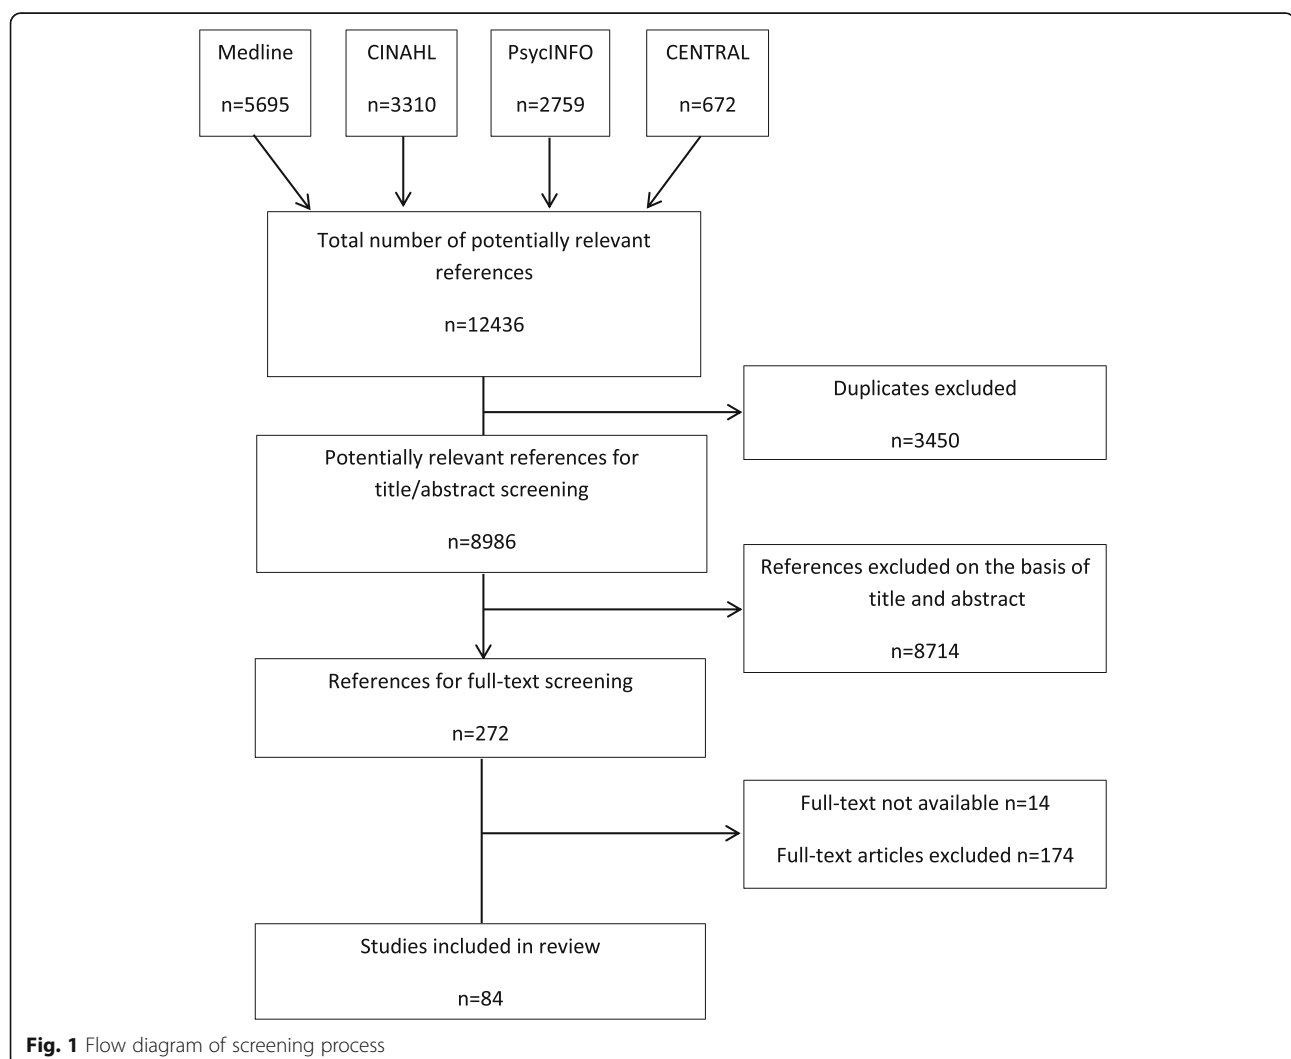 Medline
n=5695
CINAHL
n=3310
PsycINFO
n=2759
CENTRAL
n=672
Total number of potentially relevant
references
n=12436
Duplicates excluded
n=3450
Potentially relevant references for
title/abstract screening
n=8986
References excluded on the basis of
title and abstract
n=8714
References for full-text screening
n=272
Full-text not available n=14
Full-text articles excluded n=174
Studies included in review
n=84
Fig. 1 Flow diagram of screening process